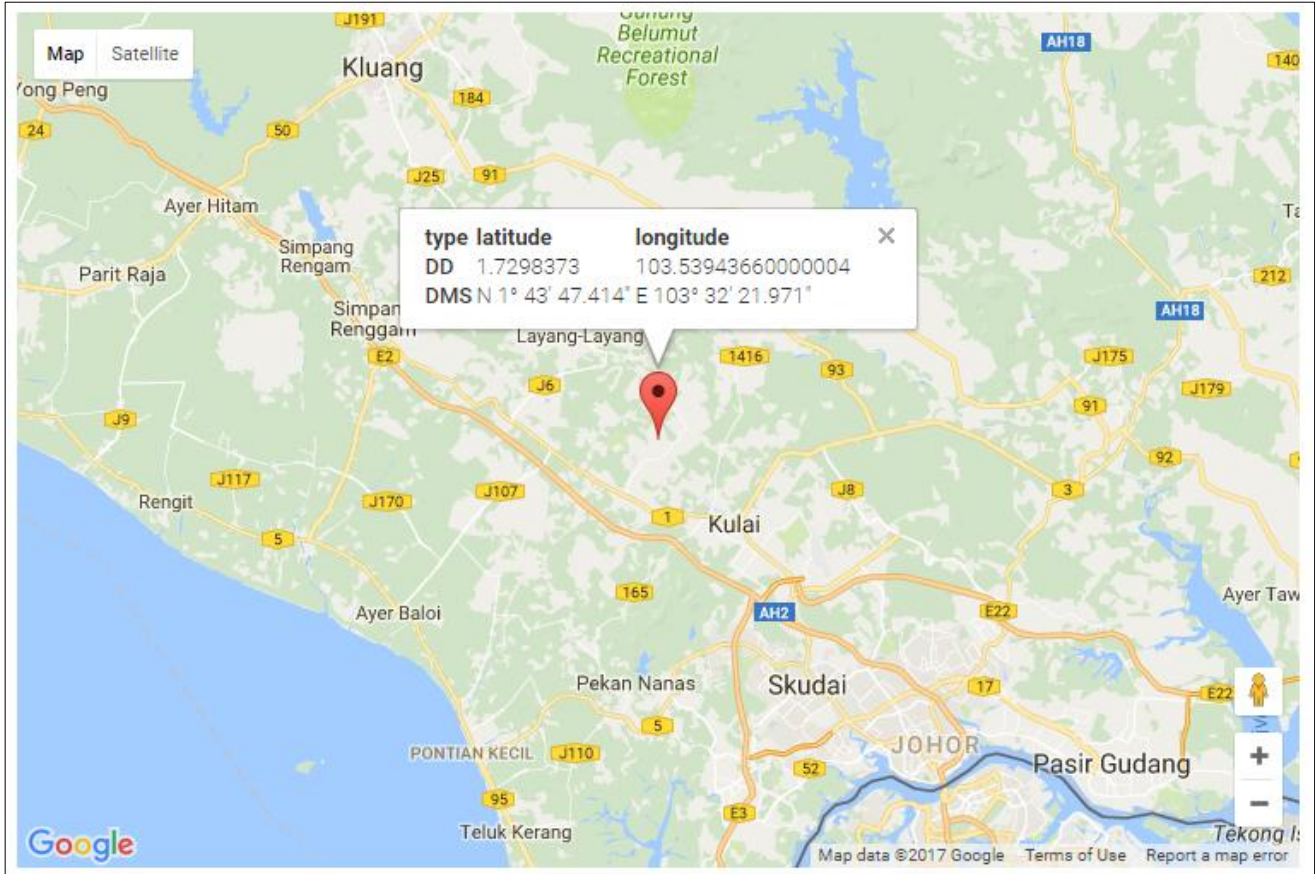 J191
Gunung
Belumut
Recreational
Forest
AH18
Map Satellite
140
Kluang
Yong Peng
184
24
50
J25
91
Ayer Hitam
Simpang
Rengam
Parit Raja
212
type latitude longitude
DD 1.7298373 103.53943660000004
DMS N 1° 43' 47.414" E 103° 32' 21.971"
Simpang
Renggam
Layang-Layang
AH18
E2
1416
J175
J6
93
J179
91
J9
92
J117
J170
J107
J8
3
Rengit
1
Kulai
5
165
Ayer Baloi
AH2
E22
Ayer Taw
Pekan Nanas
Skudai
17
E22
5
PONTIAN KECIL
J110
JOHOR
Pasir Gudang
52
95
E3
Teluk Kerang
Tekong Is
Google
Map data ©2017 Google Terms of Use Report a map error